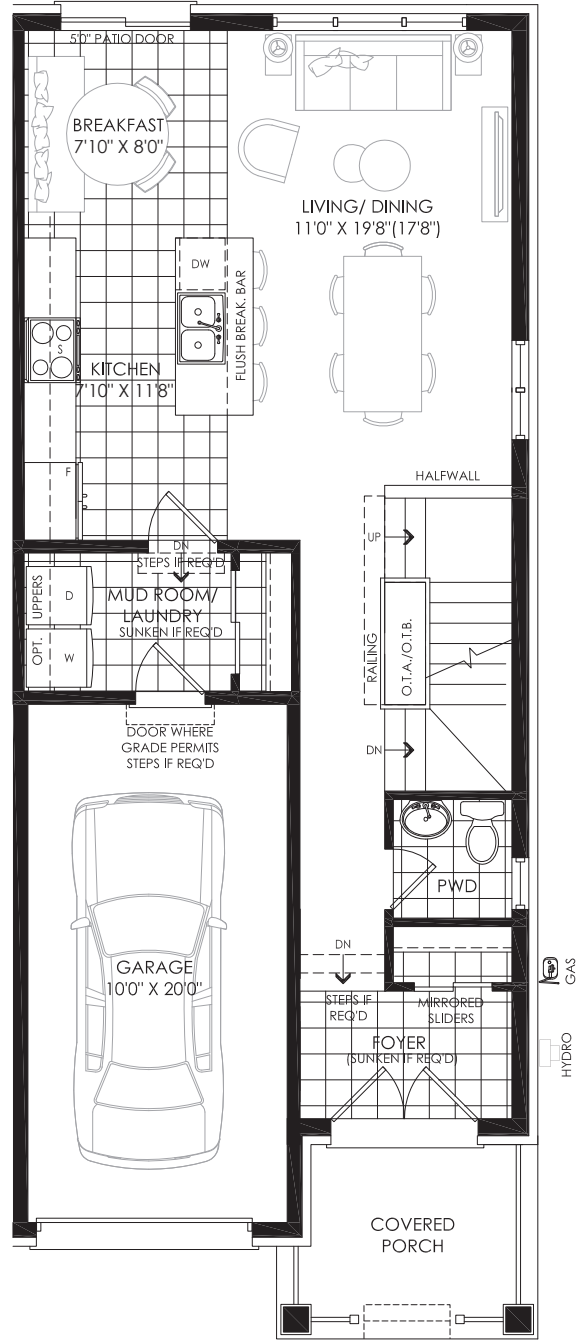 5'0" PATIO DOOR
BREAKFAST
7'10" X 8'0"
LIVING/ DINING
11'0" X 19'8"(17'8")
DW
FLUSH BREAK. BAR
S
KITCHEN
7'10" X 11'8"
F
HALFWALL
UP
DN
STEPS IF REQ'D
MUD ROOM/
LAUNDRY
SUNKEN IF REQ'D
OPT. UPPERS
D
W
RAILING
O.T.A./O.T.B.
DN
DOOR WHERE
GRADE PERMITS
STEPS IF REQ'D
PWD
GARAGE
10'0" X 20'0"
DN
STEPS IF
REQ'D
MIRRORED
SLIDERS
FOYER
(SUNKEN IF REQ'D)
GAS
HYDRO
COVERED
PORCH